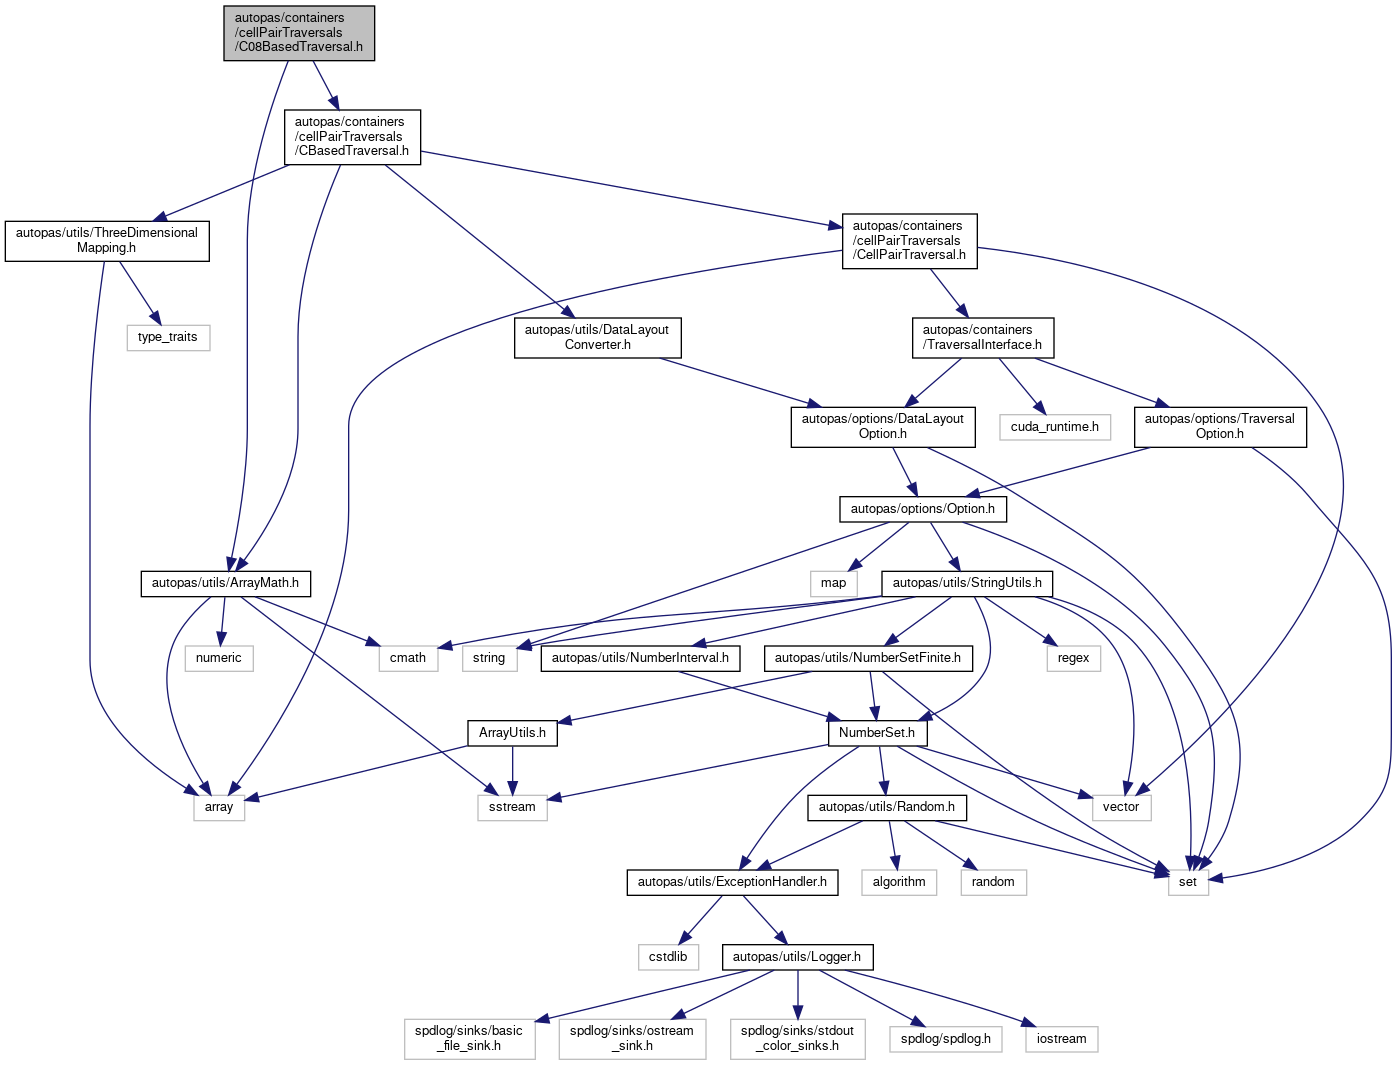 autopas/containers
/cellPairTraversals
/C08BasedTraversal.h
autopas/containers
/cellPairTraversals
/CBasedTraversal.h
autopas/utils/ThreeDimensional
Mapping.h
autopas/containers
/cellPairTraversals
/CellPairTraversal.h
type_traits
autopas/utils/DataLayout
Converter.h
autopas/containers
/TraversalInterface.h
autopas/options/DataLayout
Option.h
cuda_runtime.h
autopas/options/Traversal
Option.h
autopas/options/Option.h
autopas/utils/ArrayMath.h
map
autopas/utils/StringUtils.h
numeric
cmath
string
autopas/utils/NumberInterval.h
autopas/utils/NumberSetFinite.h
regex
ArrayUtils.h
NumberSet.h
array
sstream
autopas/utils/Random.h
vector
autopas/utils/ExceptionHandler.h
algorithm
random
set
cstdlib
autopas/utils/Logger.h
spdlog/sinks/basic
_file_sink.h
spdlog/sinks/ostream
_sink.h
spdlog/sinks/stdout
_color_sinks.h
spdlog/spdlog.h
iostream